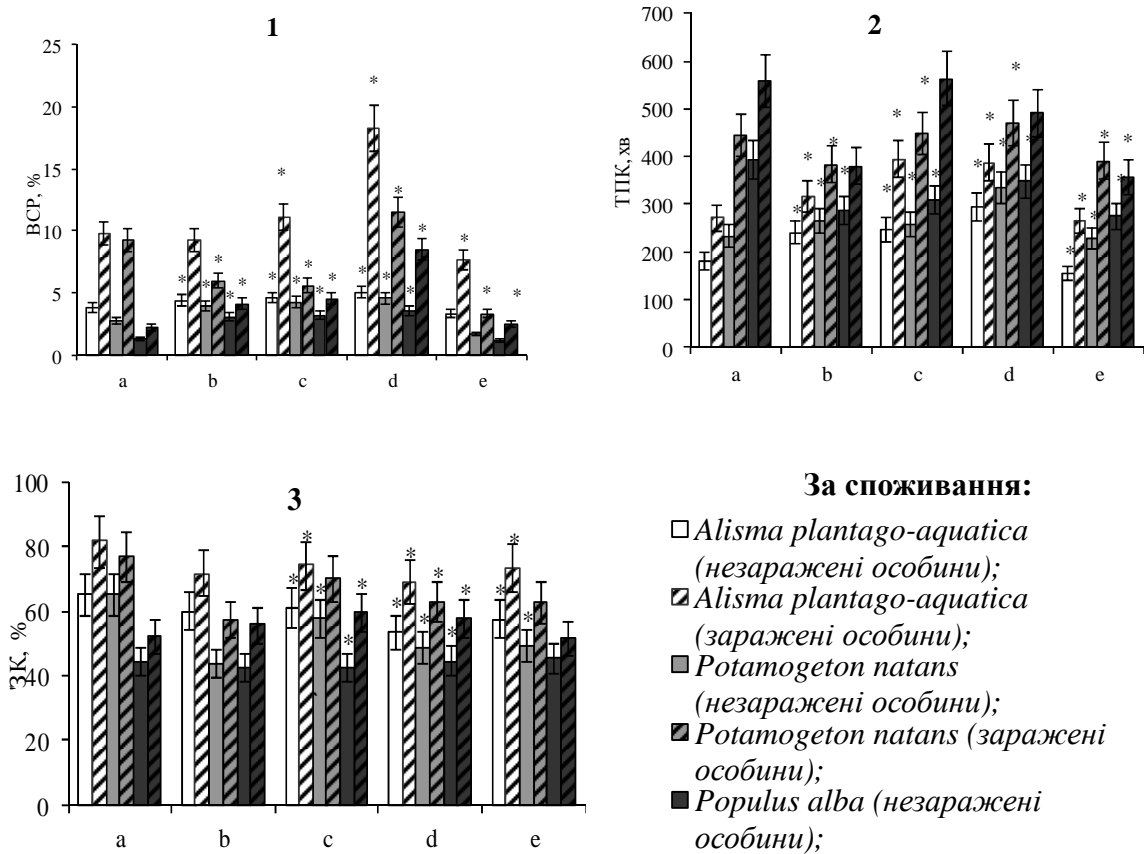 1
ВСР, %
25
20
15
10
5
0
* * * * * * * * * * * * * * * * * *
a b c d e
2
ТПК, хв
700
600
500
400
300
200
100
0
a b c d e
3
ЗК, %
100
80
60
40
20
0
a b c d e
За споживання:
Alisma plantago-aquatica
(незаражені особини);
Alisma plantago-aquatica
(заражені особини);
Potamogeton natans
(незаражені особини);
Potamogeton natans (заражені
особини);
Populus alba (незаражені
особини);